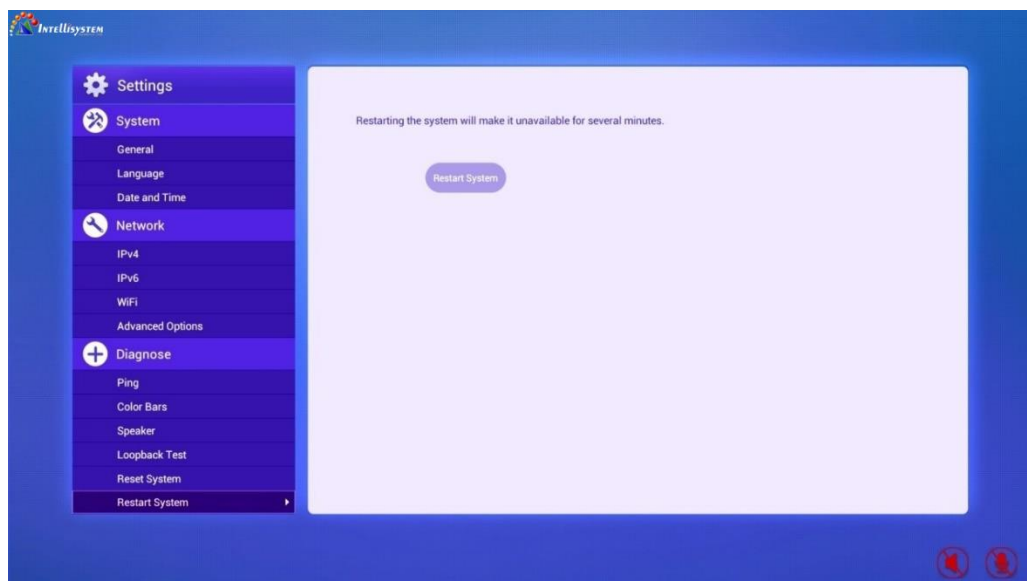 INTELLISYSTEM
Settings
System
General
Language
Date and Time
Network
IPv4
IPv6
WiFi
Advanced Options
Diagnose
Ping
Color Bars
Speaker
Loopback Test
Reset System
Restart System
Restarting the system will make it unavailable for several minutes.
Restart System